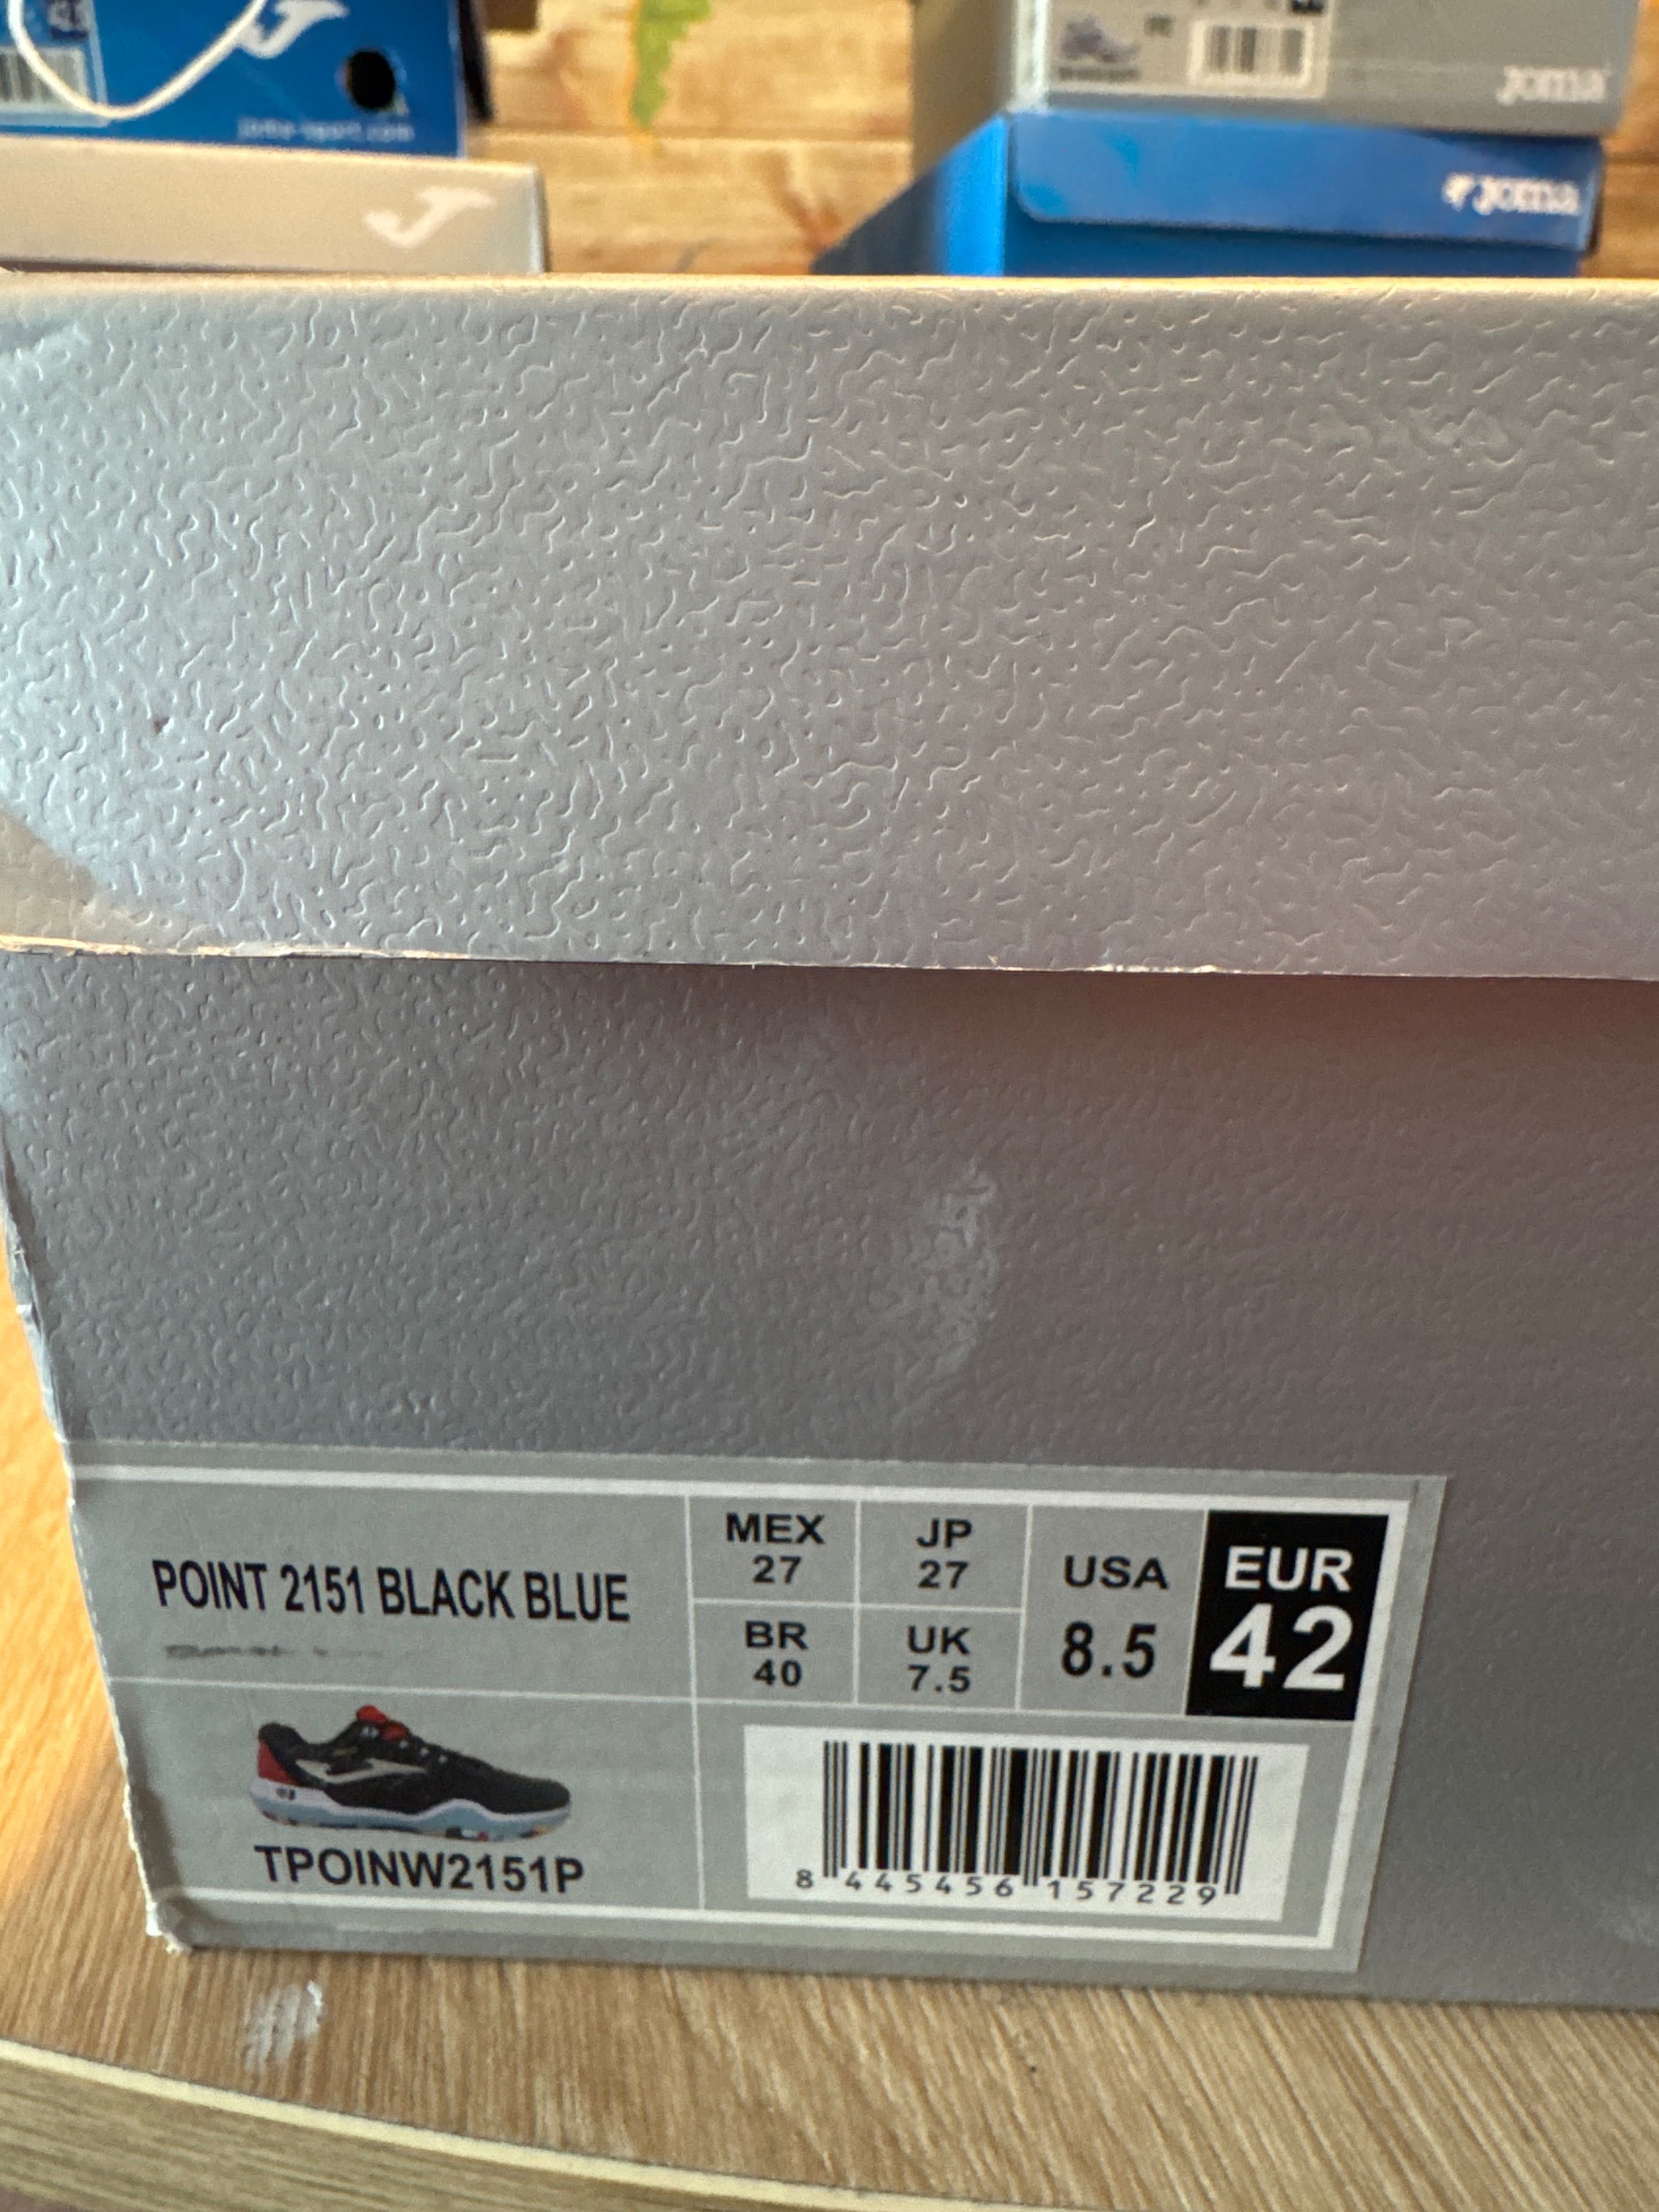 43
joma-sport.com
Joma
Joma
POINT 2151 BLACK BLUE
MEX
27
JP
27
BR
40
UK
7.5
USA
8.5
EUR
42
TPOINW2151P
8 445456 157229